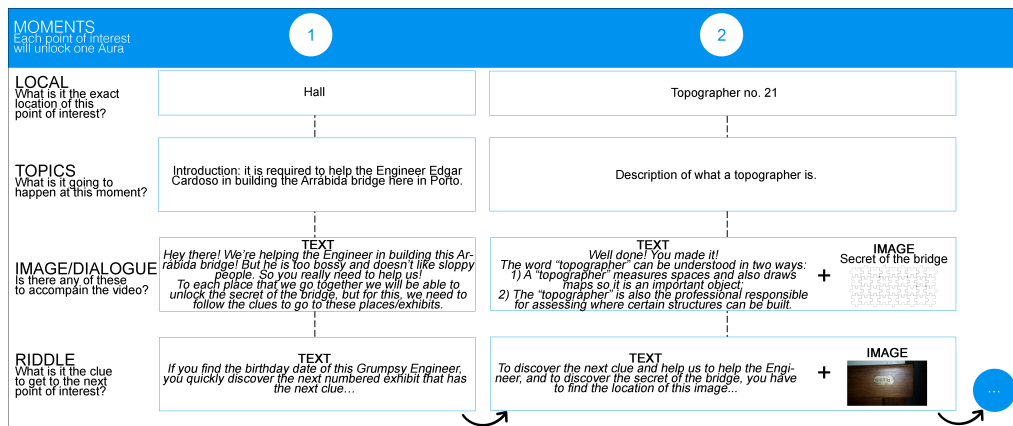 MOMENTS
Each point of interest
will unlock one Aura
1
2
LOCAL
What is it the exact
location of this
point of interest?
Hall
Topographer no. 21
TOPICS
What is it going to
happen at this moment?
Introduction: it is required to help the Engineer Edgar
Cardoso in building the Arrábida bridge here in Porto.
Description of what a topographer is.
IMAGE/DIALOGUE
Is there any of these
to accompain the video?
TEXT
Hey there! We're helping the Engineer in building this Ar-
rábida bridge! But he is too bossy and doesn't like sloppy
people. So you really need to help us!
To each place that we go together we will be able to
unlock the secret of the bridge, but for this, we need to
follow the clues to go to these places/exhibits.
TEXT
Well done! You made it!
The word “topographer” can be understood in two ways:
1) A “topographer” measures spaces and also draws
maps so it is an important object;
2) The “topographer” is also the professional responsible
for assessing where certain structures can be built.
+
IMAGE
Secret of the bridge
RIDDLE
What is it the clue
to get to the next
point of interest?
TEXT
If you find the birthday date of this Grumpsy Engineer,
you quickly discover the next numbered exhibit that has
the next clue…
TEXT
To discover the next clue and help us to help the Engi-
neer, and to discover the secret of the bridge, you have
to find the location of this image...
+
IMAGE
...